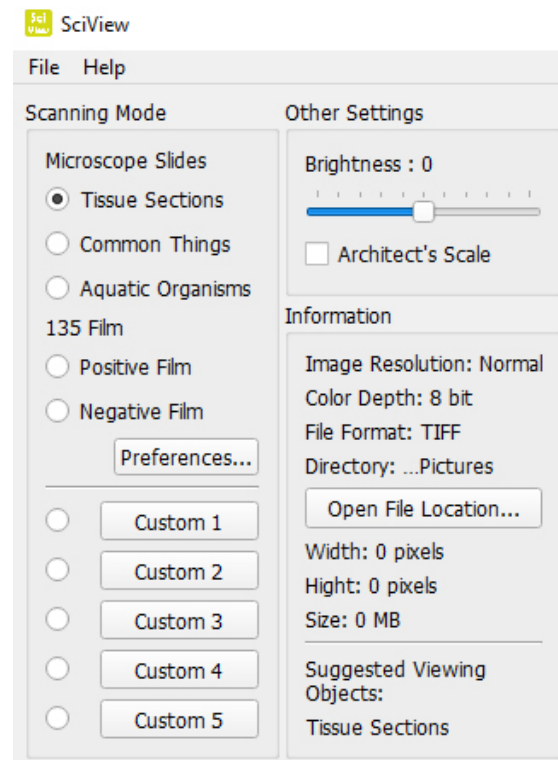 Sci
View
SciView
File Help
Scanning Mode
Microscope Slides
Tissue Sections
Common Things
Aquatic Organisms
135 Film
Positive Film
Negative Film
Preferences...
Custom 1
Custom 2
Custom 3
Custom 4
Custom 5
Other Settings
Brightness : 0
Architect's Scale
Information
Image Resolution: Normal
Color Depth: 8 bit
File Format: TIFF
Directory: ...Pictures
Open File Location...
Width: 0 pixels
Hight: 0 pixels
Size: 0 MB
Suggested Viewing
Objects:
Tissue Sections